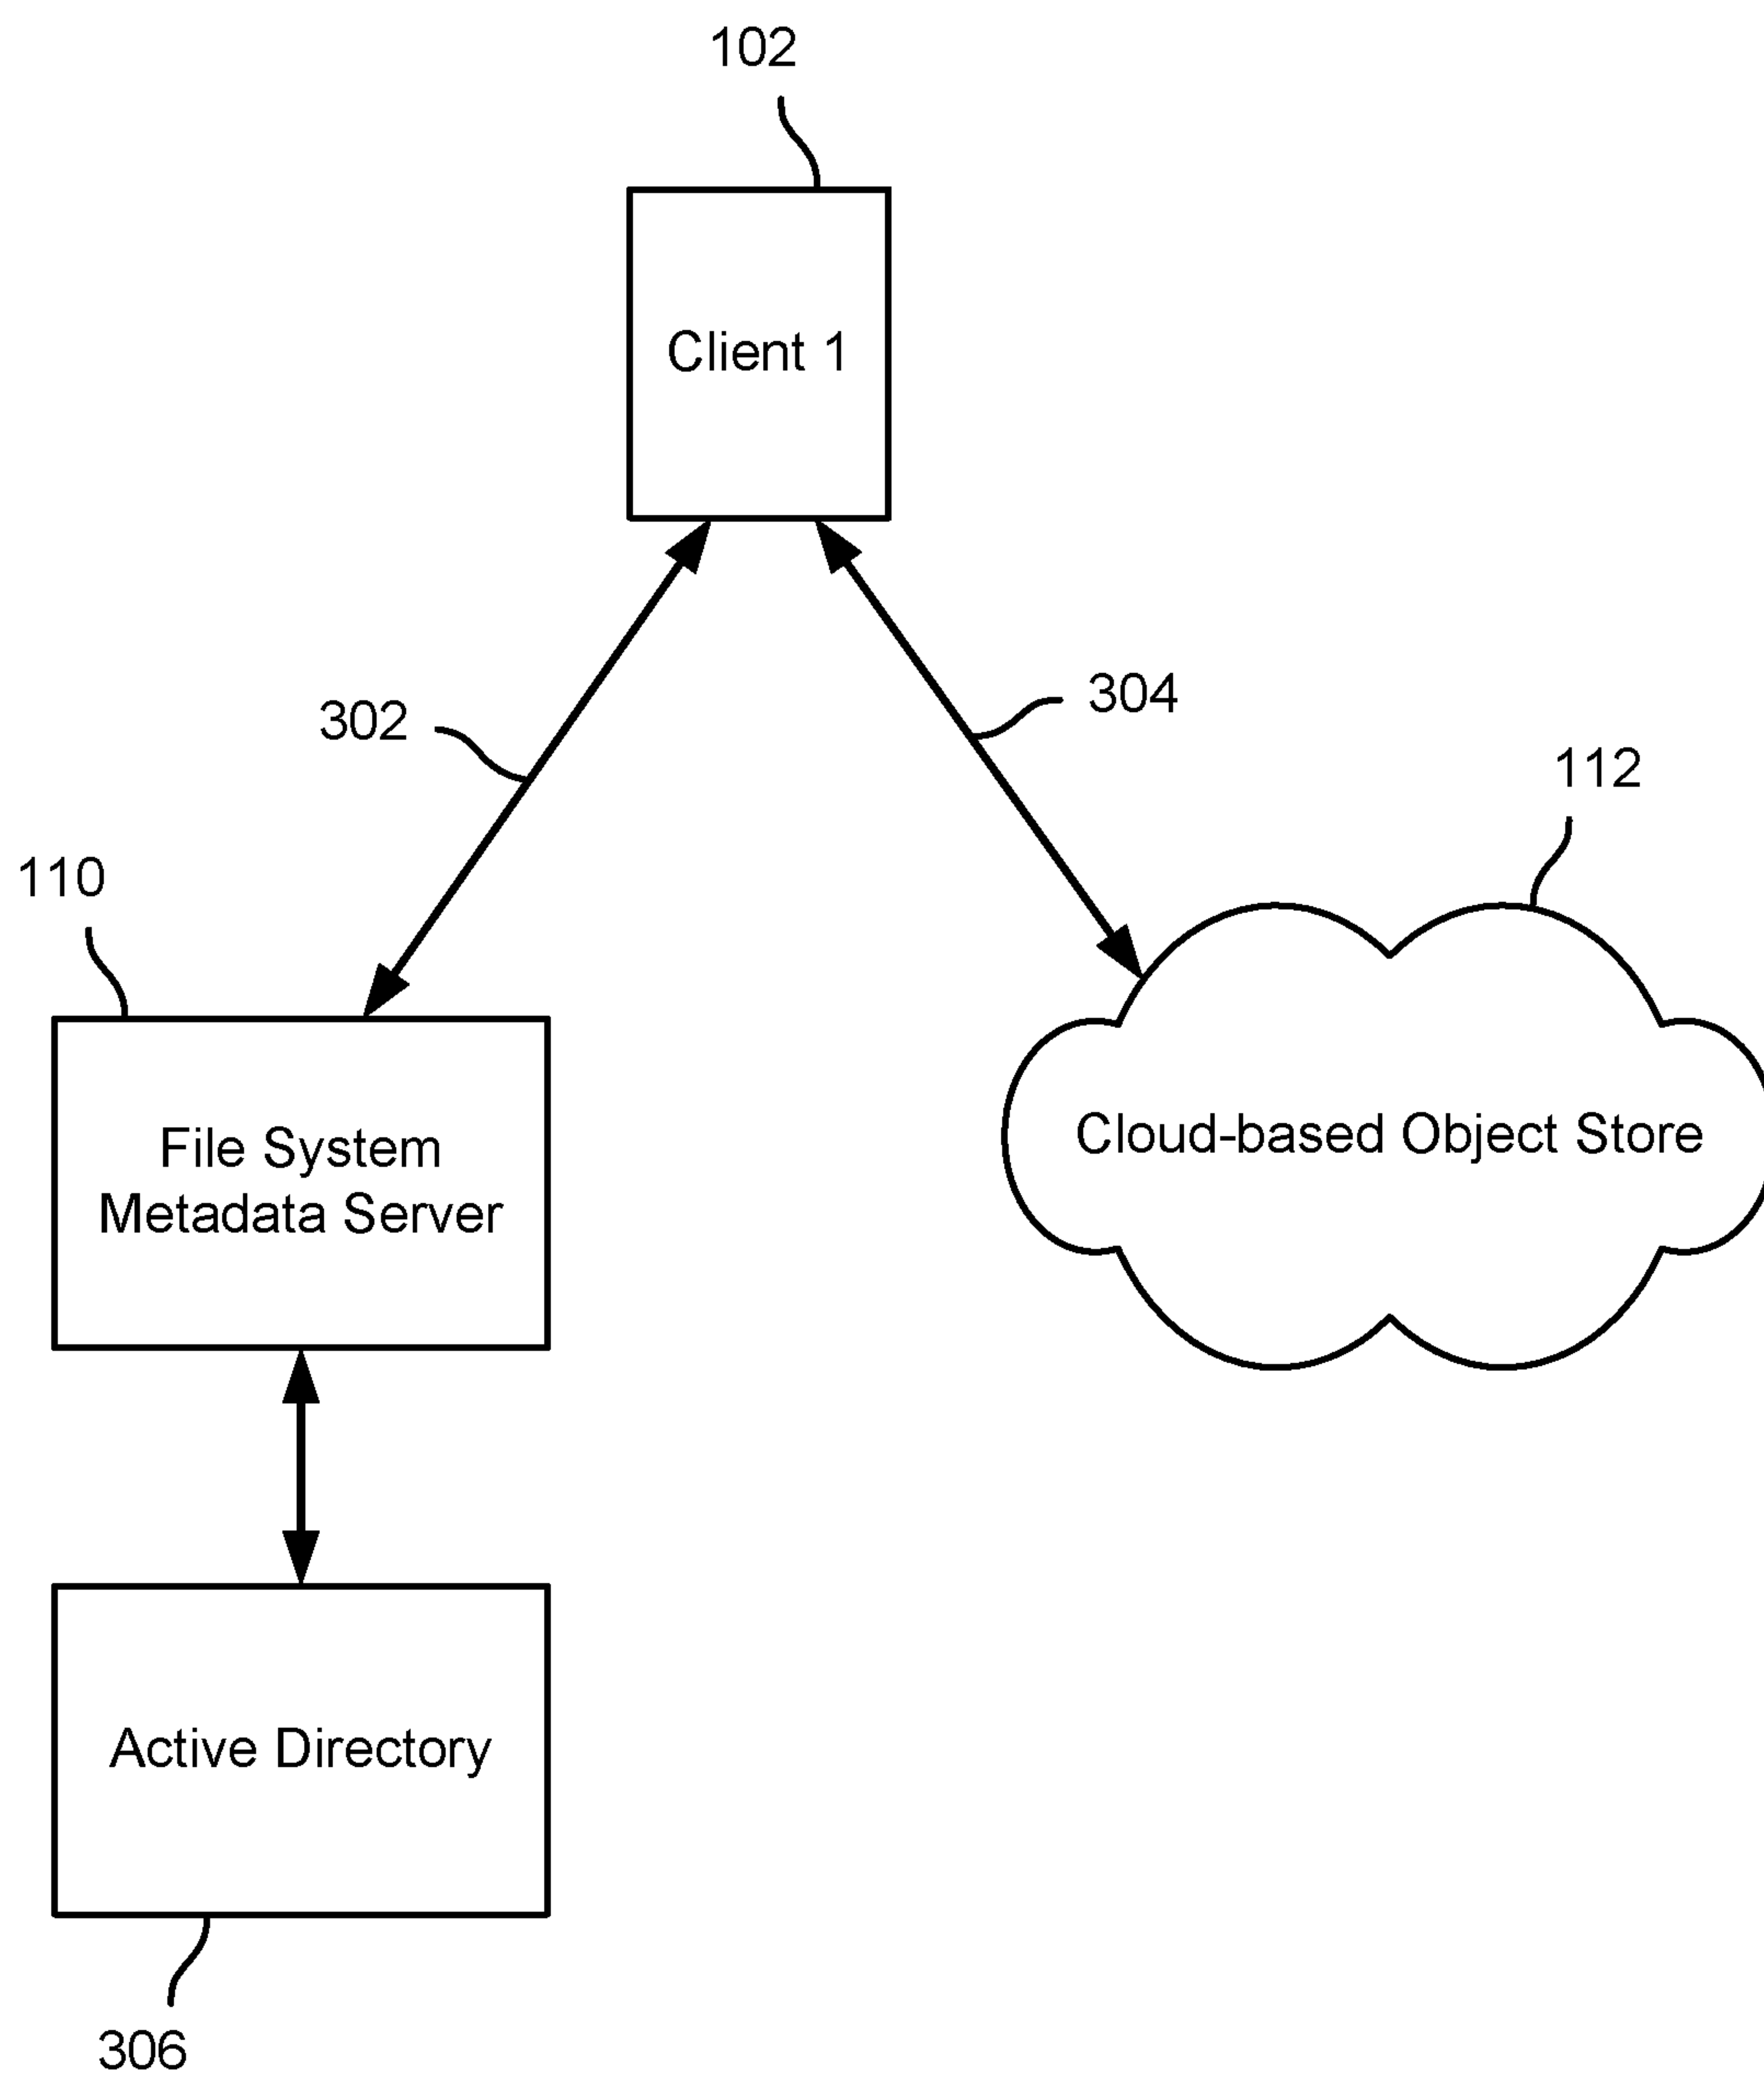 102
Client 1
302
304
112
110
File System
Metadata Server
Cloud-based Object Store
Active Directory
306